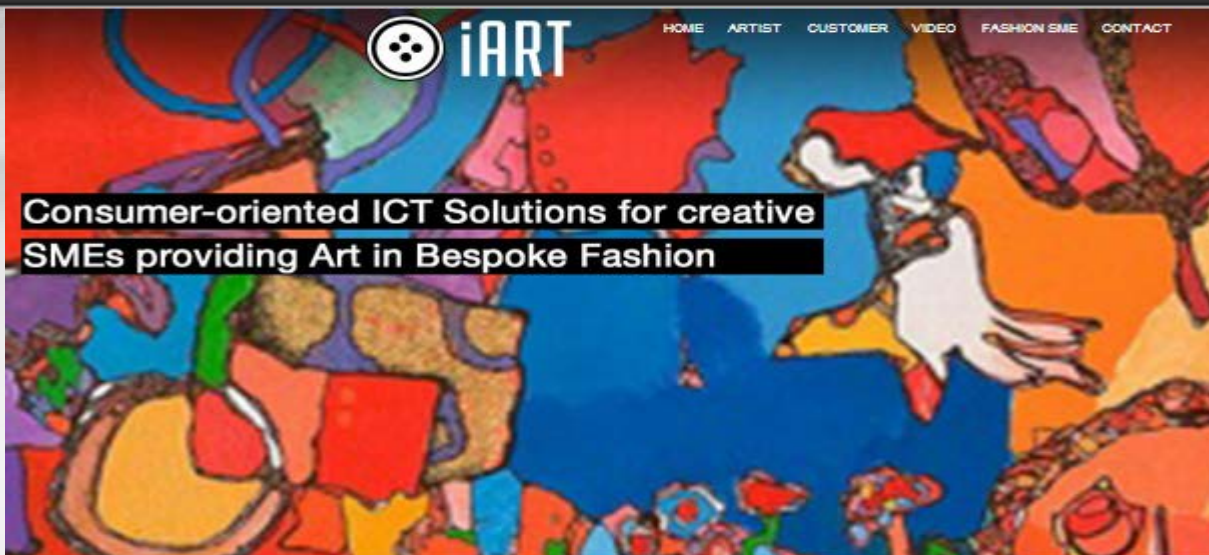 iART
HOME ARTIST CUSTOMER VIDEO FASHION SME CONTACT
Consumer-oriented ICT Solutions for creative
SMEs providing Art in Bespoke Fashion